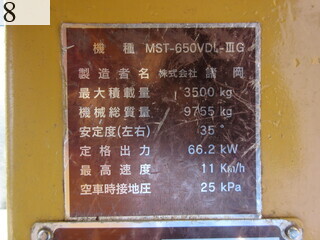 8
機種 MST-650VDL-ⅢG
製造者名 株式会社 諸岡
最大積載量 3500 kg
機械総質量 9755 kg
安定度(左右) 35°
定格出力 66.2 kW
最高速度 11 Km/h
空車時接地圧 25 kPa